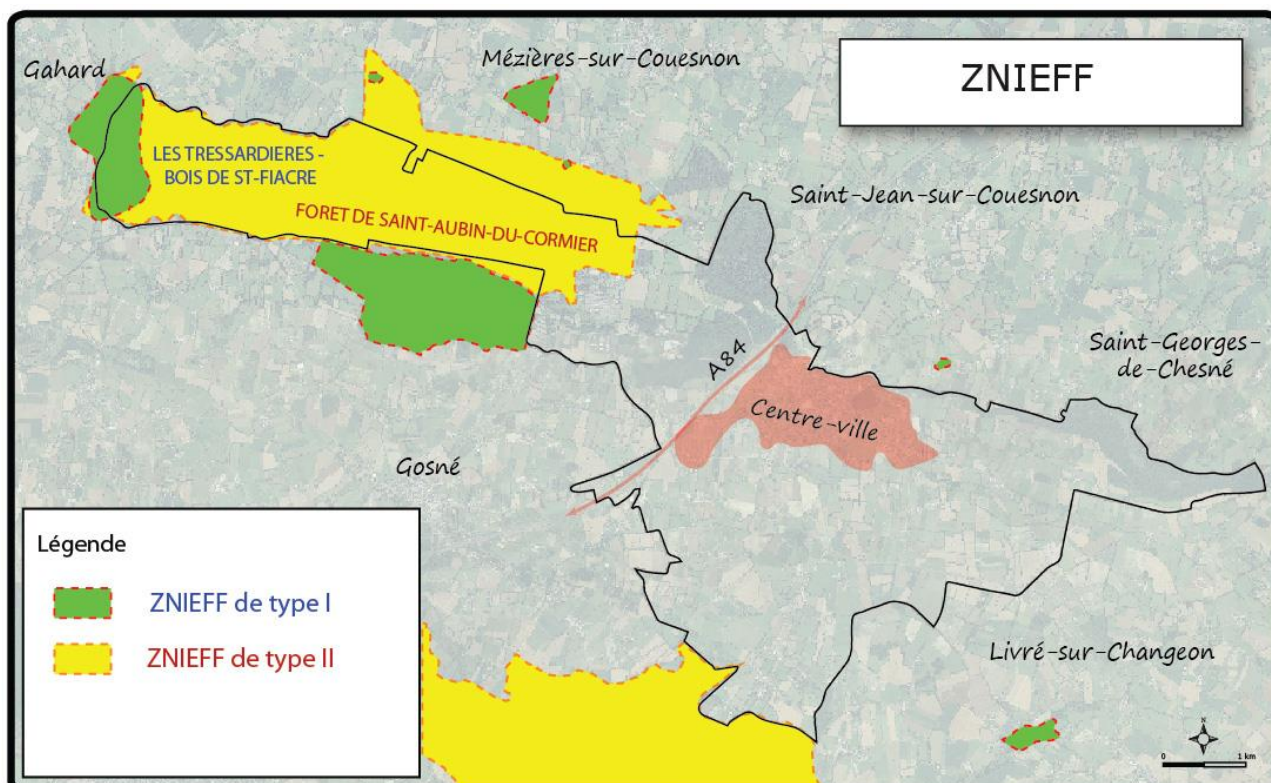 ZNIEFF
Gahard
Mézières-sur-Couesnon
LES TRESSARDIERES -
BOIS DE ST-FIACRE
FORET DE SAINT-AUBIN-DU-CORMIER
Saint-Jean-sur-Couesnon
A84
Saint-Georges-
de-Chesné
Centre-ville
Gosné
Livré-sur-Changeon
Légende
ZNIEFF de type I
ZNIEFF de type II
N
0 1 km